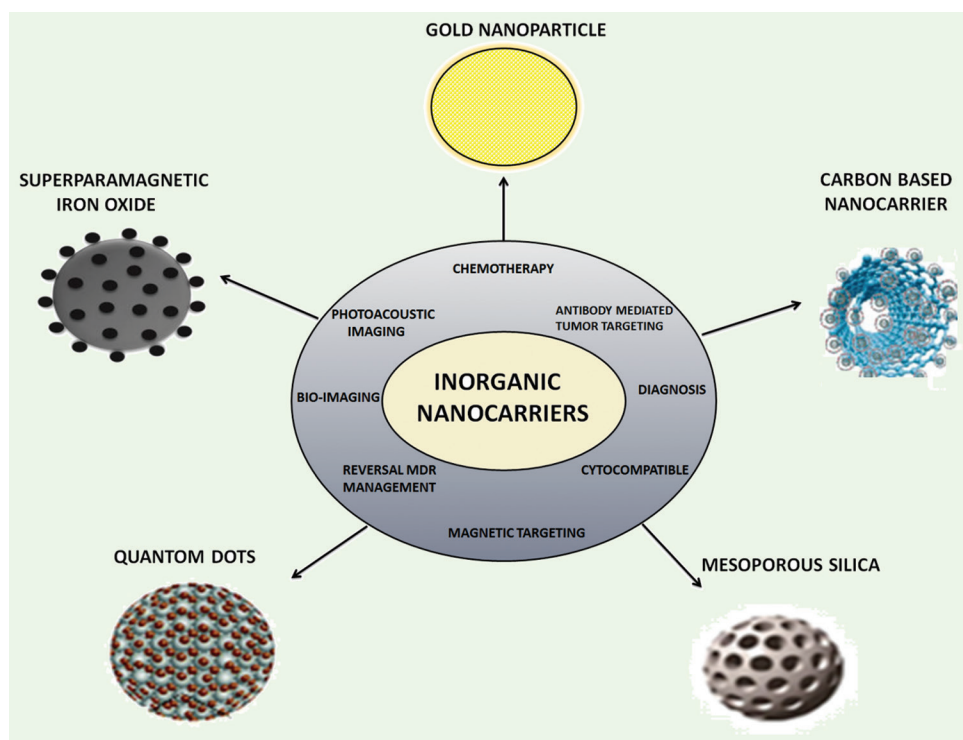 GOLD NANOPARTICLE
SUPERPARAMAGNETIC
IRON OXIDE
CARBON BASED
NANOCARRIER
CHEMOTHERAPY
PHOTOACOUSTIC
IMAGING
ANTIBODY MEDIATED
TUMOR TARGETING
INORGANIC
NANOCARRIERS
BIO-IMAGING
DIAGNOSIS
REVERSAL MDR
MANAGEMENT
CYTOCOMPATIBLE
MAGNETIC TARGETING
QUANTOM DOTS
MESOPOROUS SILICA